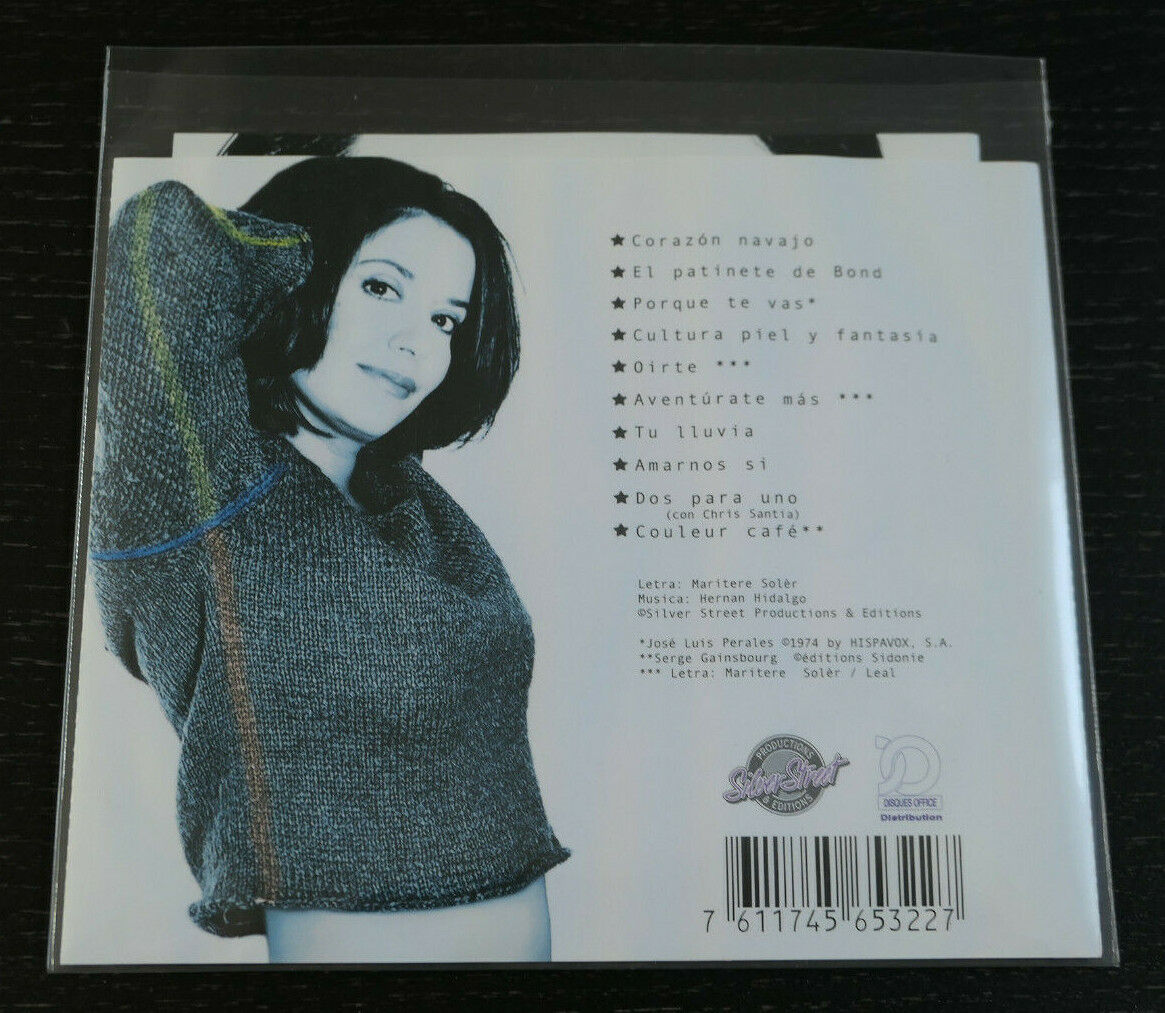 ★ Corazón navajo
★ El patinete de Bond
★ Porque te vas*
★ Cultura piel y fantasia
★ Oirte ***
★ Aventúrate más ***
★ Tu lluvia
★ Amarnos si
★ Dos para uno
(con Chris Santia)
★ Couleur café**
Letra: Maritere Solèr
Musica: Hernan Hidalgo
©Silver Street Productions & Editions
*José Luis Perales ©1974 by HISPAVOX, S.A.
**Serge Gainsbourg ©éditions Sidonie
*** Letra: Maritere Solèr / Leal
PRODUCTIONS
Silver Street
& EDITIONS
DISQUES OFFICE
Distribution
7 611745 653227